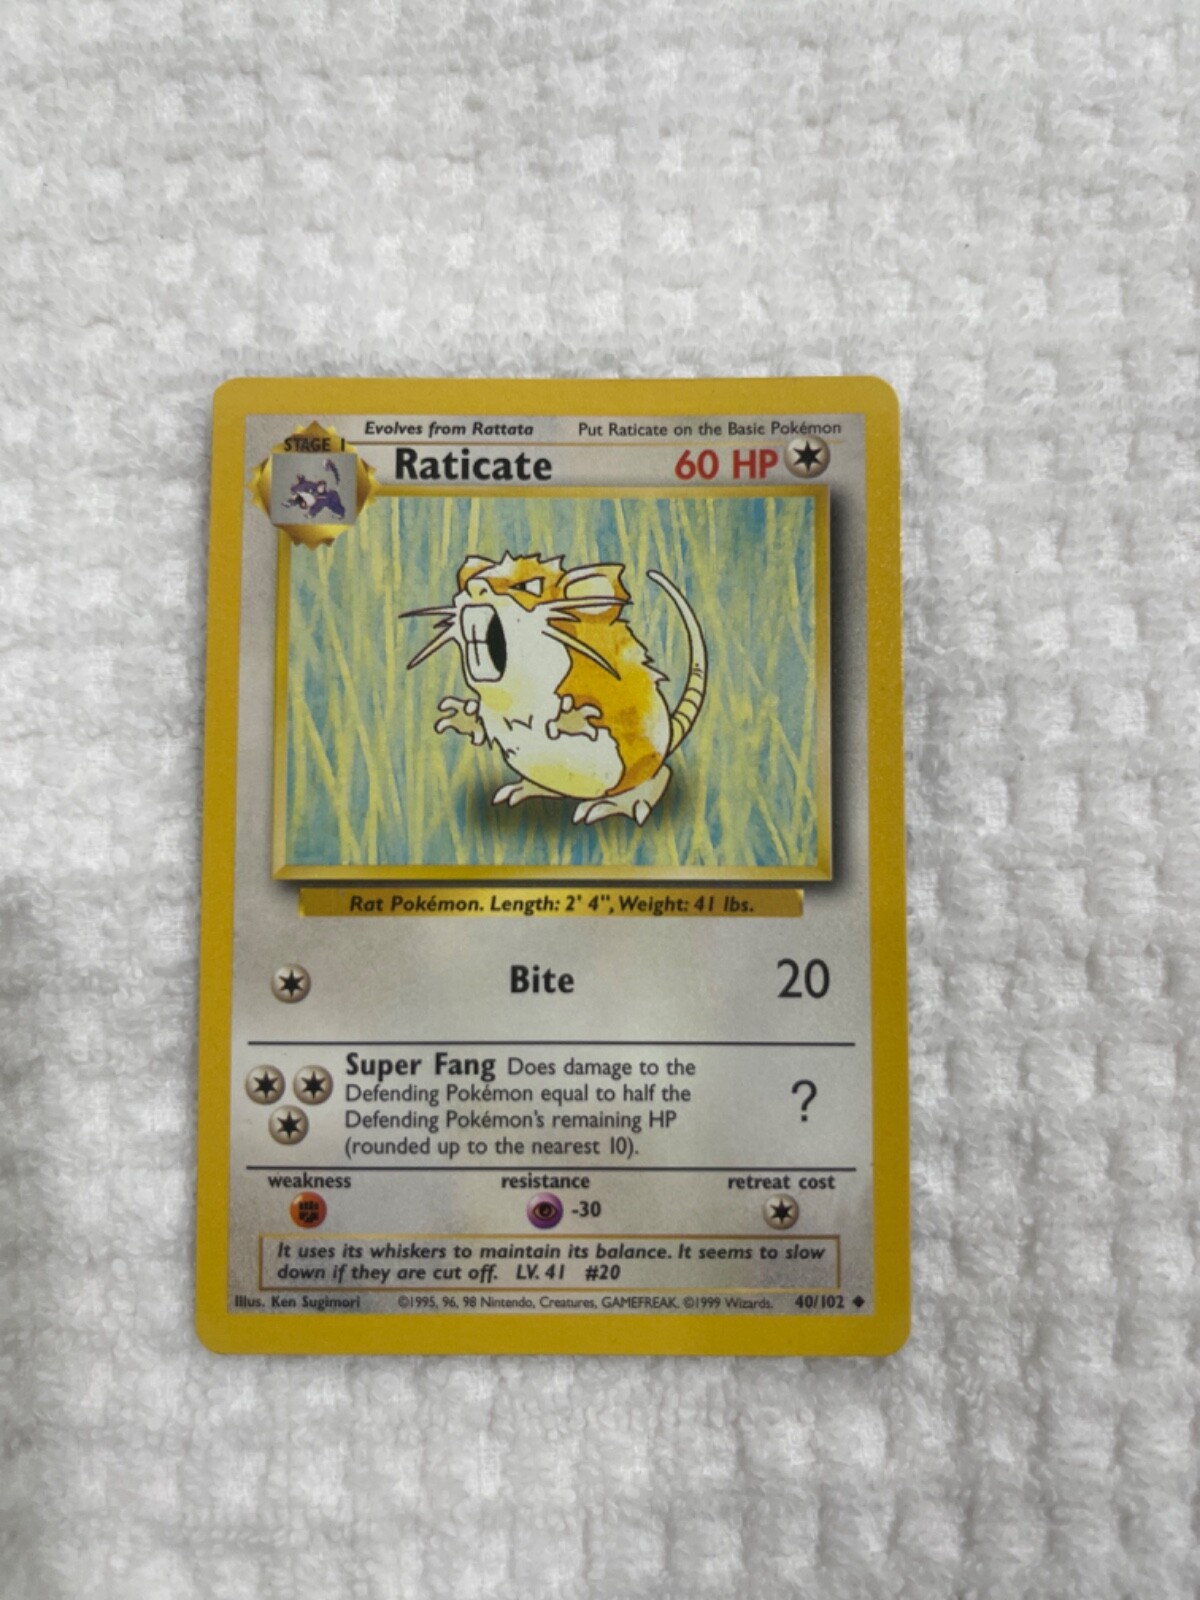 Evolves from Rattata Put Raticate on the Basic Pokémon
STAGE 1
Raticate 60 HP
Rat Pokémon. Length: 2' 4", Weight: 41 lbs.
Bite 20
Super Fang Does damage to the
Defending Pokémon equal to half the
Defending Pokémon's remaining HP
(rounded up to the nearest 10).
?
weakness resistance retreat cost
-30
It uses its whiskers to maintain its balance. It seems to slow
down if they are cut off. LV. 41 #20
Illus. Ken Sugimori ©1995, 96, 98 Nintendo, Creatures, GAMEFREAK. ©1999 Wizards. 40/102